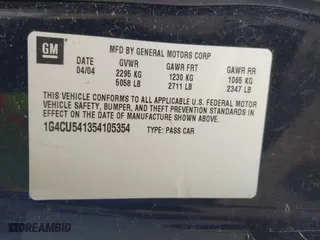 GM
MFD BY GENERAL MOTORS CORP
DATE GVWR GAWR FRT GAWR RR
04/04 2295 KG 1230 KG 1065 KG
5058 LB 2711 LB 2347 LB
THIS VEHICLE CONFORMS TO ALL APPLICABLE U.S. FEDERAL MOTOR
VEHICLE SAFETY, BUMPER, AND THEFT PREVENTION STANDARDS IN
EFFECT ON THE DATE OF MANUFACTURE SHOWN ABOVE.
1G4CU541354105354 TYPE: PASS CAR
DREAMBID